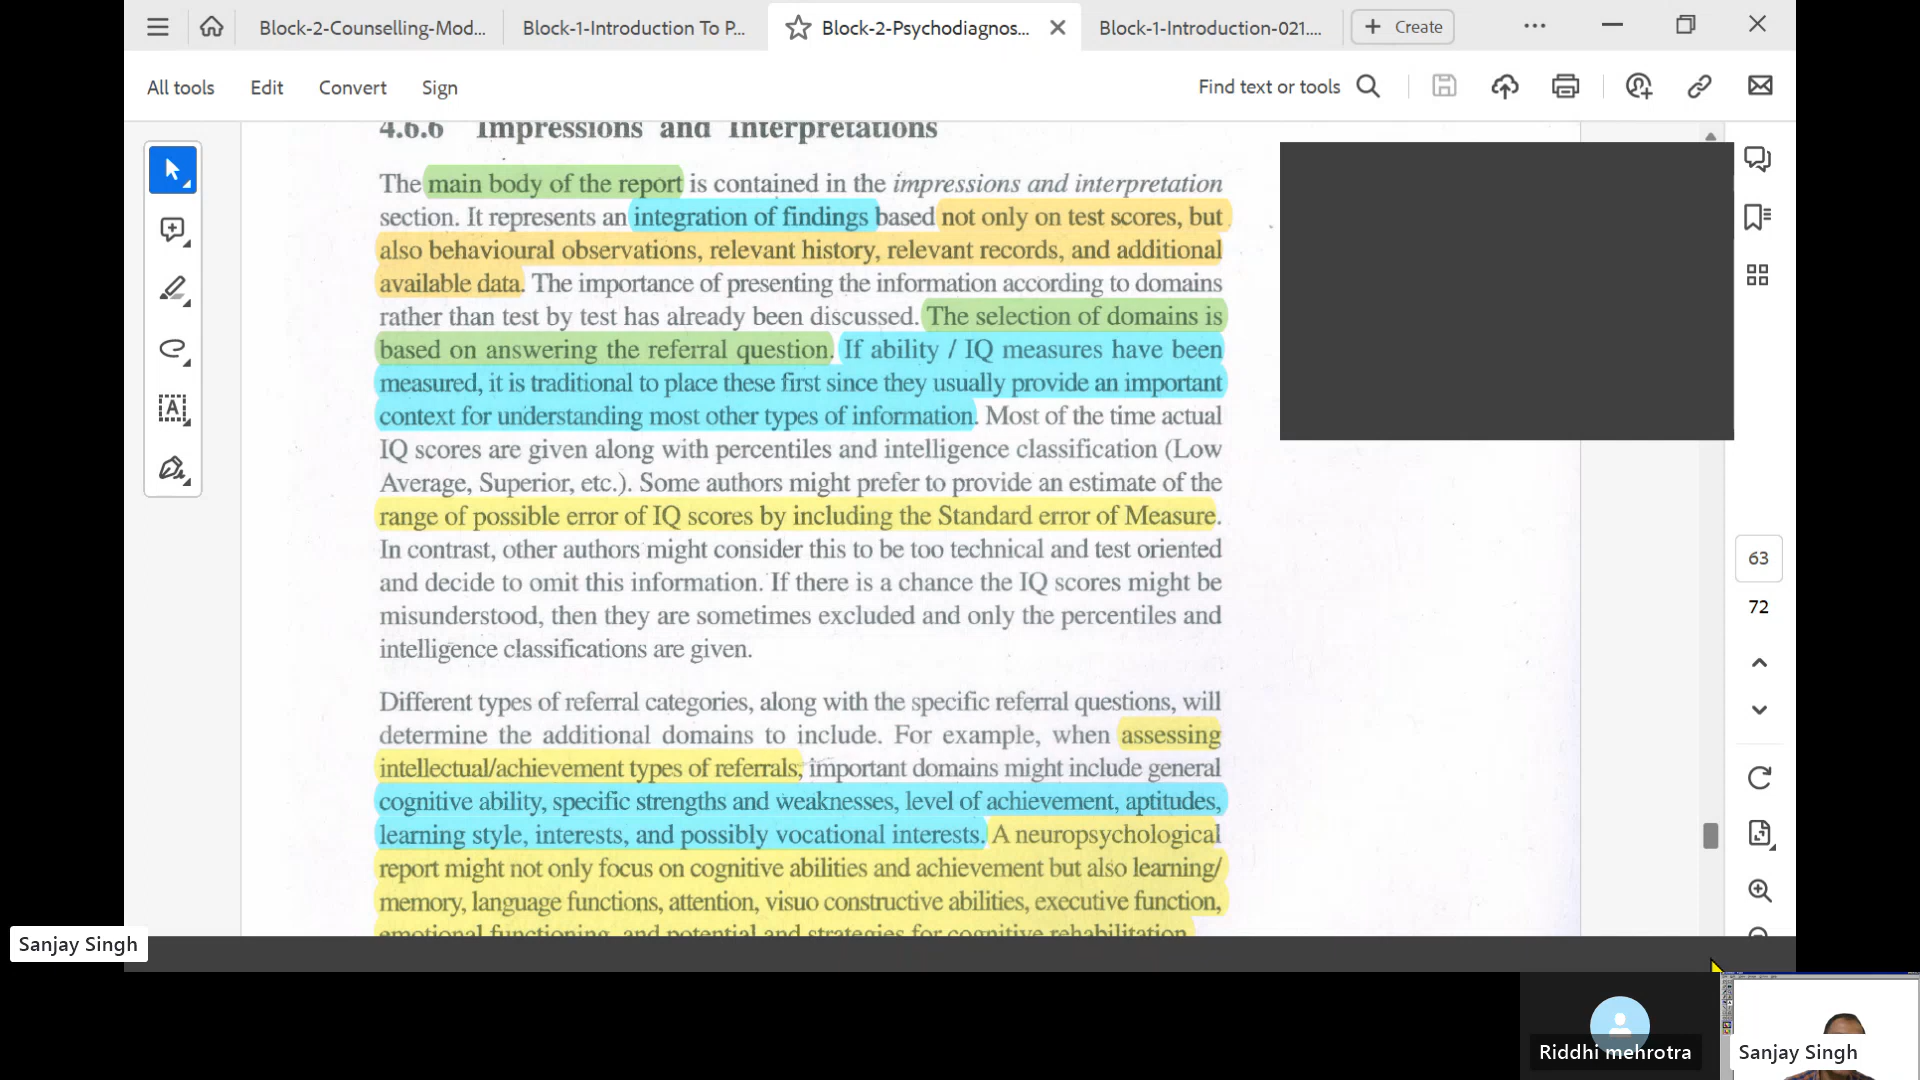 Block-2-Counselling-Mod...
Block-1-Introduction To P...
Block-2-Psychodiagnos...
Block-1-Introduction-021....
Create
All tools
Edit
Convert
Sign
Find text or tools
4.6.6 Impressions and Interpretations
The main body of the report is contained in the impressions and interpretation
section. It represents an integration of findings based not only on test scores, but
also behavioural observations, relevant history, relevant records, and additional
available data. The importance of presenting the information according to domains
rather than test by test has already been discussed. The selection of domains is
based on answering the referral question. If ability / IQ measures have been
measured, it is traditional to place these first since they usually provide an important
context for understanding most other types of information. Most of the time actual
IQ scores are given along with percentiles and intelligence classification (Low
Average, Superior, etc.). Some authors might prefer to provide an estimate of the
range of possible error of IQ scores by including the Standard error of Measure.
In contrast, other authors might consider this to be too technical and test oriented
and decide to omit this information. If there is a chance the IQ scores might be
misunderstood, then they are sometimes excluded and only the percentiles and
intelligence classifications are given.
Different types of referral categories, along with the specific referral questions, will
determine the additional domains to include. For example, when assessing
intellectual/achievement types of referrals, important domains might include general
cognitive ability, specific strengths and weaknesses, level of achievement, aptitudes,
learning style, interests, and possibly vocational interests. A neuropsychological
report might not only focus on cognitive abilities and achievement but also learning/
memory, language functions, attention, visuo constructive abilities, executive function,
emotional functioning, and potential and strategies for cognitive rehabilitation.
63
72
Sanjay Singh
Riddhi mehrotra
Sanjay Singh